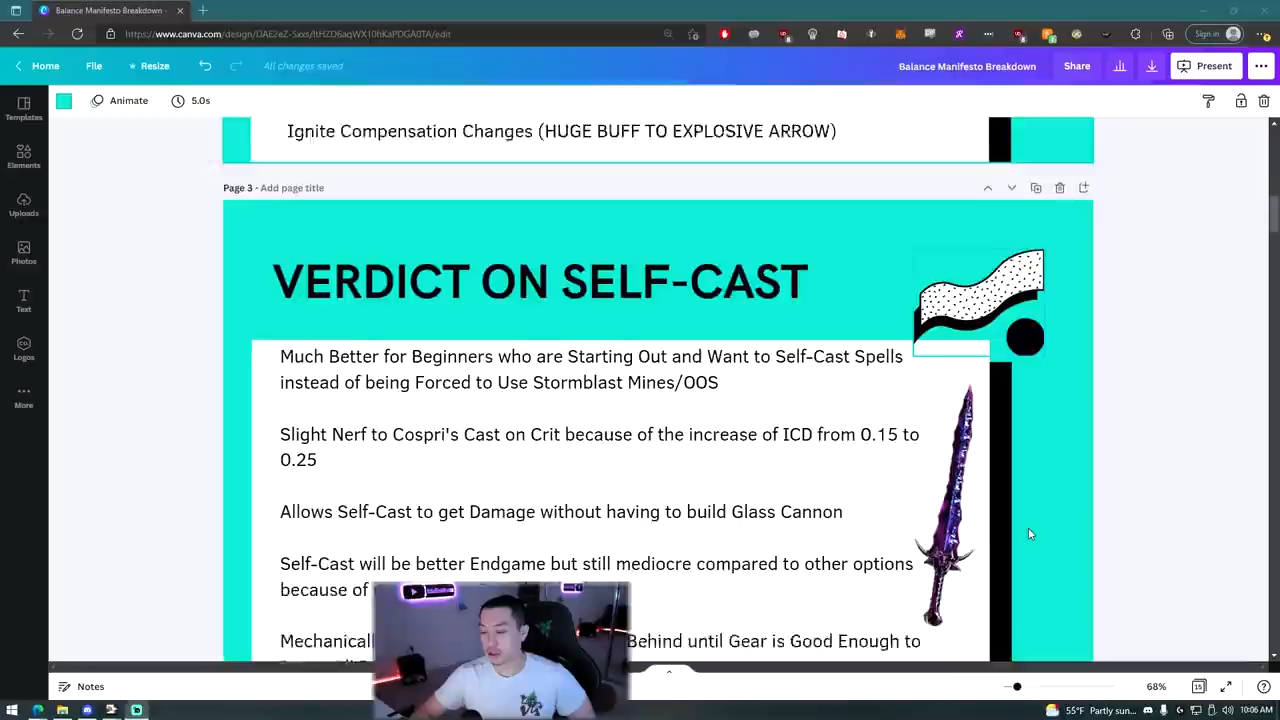 Balance Manifesto Breakdown -
https://www.canva.com/design/
/edit
Sign in
Home
File
Resize
All changes saved
Balance Manifesto Breakdown
Share
Present
Templates
Animate
5.0s
Elements
Uploads
Photos
Text
Logos
More
Ignite Compensation Changes (HUGE BUFF TO EXPLOSIVE ARROW)
Page 3 - Add page title
VERDICT ON SELF-CAST
Much Better for Beginners who are Starting Out and Want to Self-Cast Spells
instead of being Forced to Use Stormblast Mines/OOS
Slight Nerf to Cospri's Cast on Crit because of the increase of ICD from 0.15 to
0.25
Allows Self-Cast to get Damage without having to build Glass Cannon
Self-Cast will be better Endgame but still mediocre compared to other options
because of
Mechanicall
Behind until Gear is Good Enough to
Notes
68%
15
55°F Partly sun...
10:06 AM